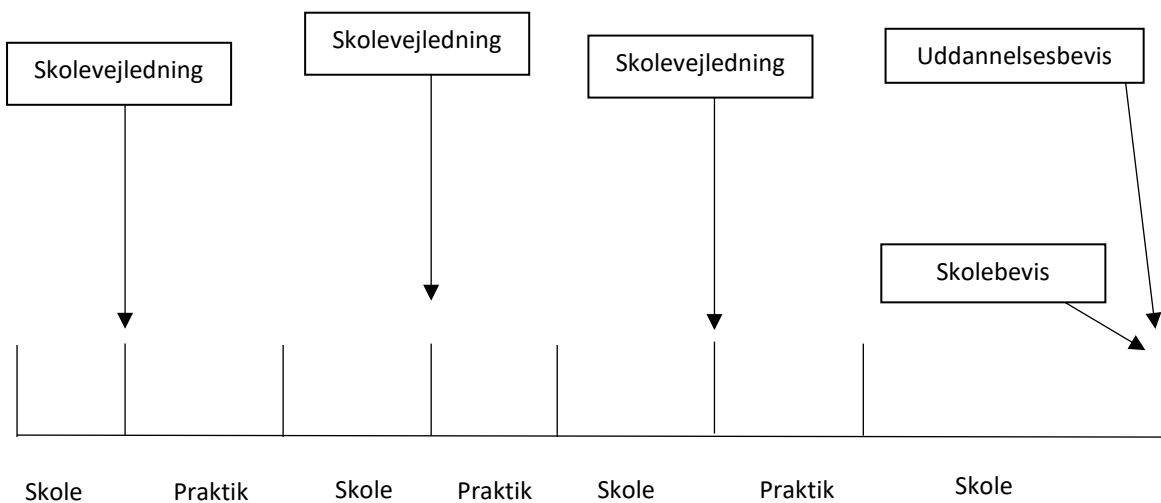 Skolevejledning
Skolevejledning
Skolevejledning
Uddannelsesbevis
Skolebevis
Skole Praktik Skole Praktik Skole Praktik Skole